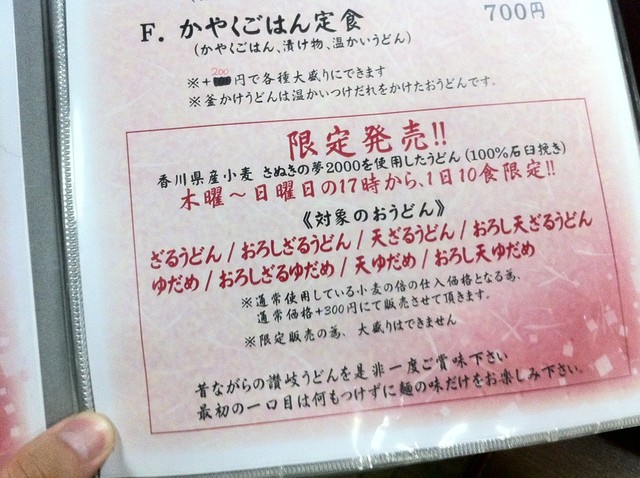 F. かやくごはん定食 700円
(かやくごはん、漬け物、温かいうどん)
※+200円で各種大盛りにできます
※釜かけうどんは温かいつけだれをかけたおうどんです。
限定発売!!
香川県産小麦 さぬきの夢2000を使用したうどん(100%石臼挽き)
木曜〜日曜日の17時から、1日10食限定!!
《対象のおうどん》
ざるうどん / おろしざるうどん / 天ざるうどん / おろし天ざるうどん
ゆだめ / おろしざるゆだめ / 天ゆだめ / おろし天ゆだめ
※通常使用している小麦の倍の仕入価格となる為、
通常価格+300円にて販売させて頂きます。
※限定販売の為、大盛りはできません
昔ながらの讃岐うどんを是非一度ご賞味下さい
最初の一口目は何もつけずに麺の味だけをお楽しみ下さい。